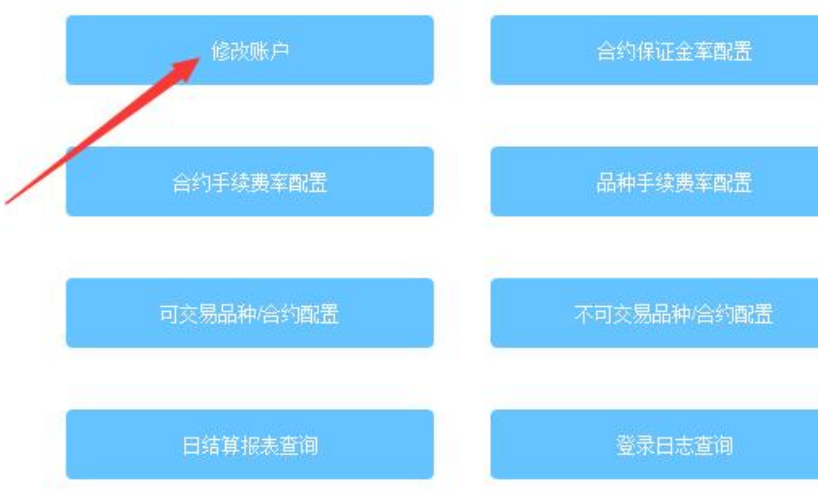 修改账户
合约保证金率配置
合约手续费率配置
品种手续费率配置
可交易品种/合约配置
不可交易品种/合约配置
日结算报表查询
登录日志查询